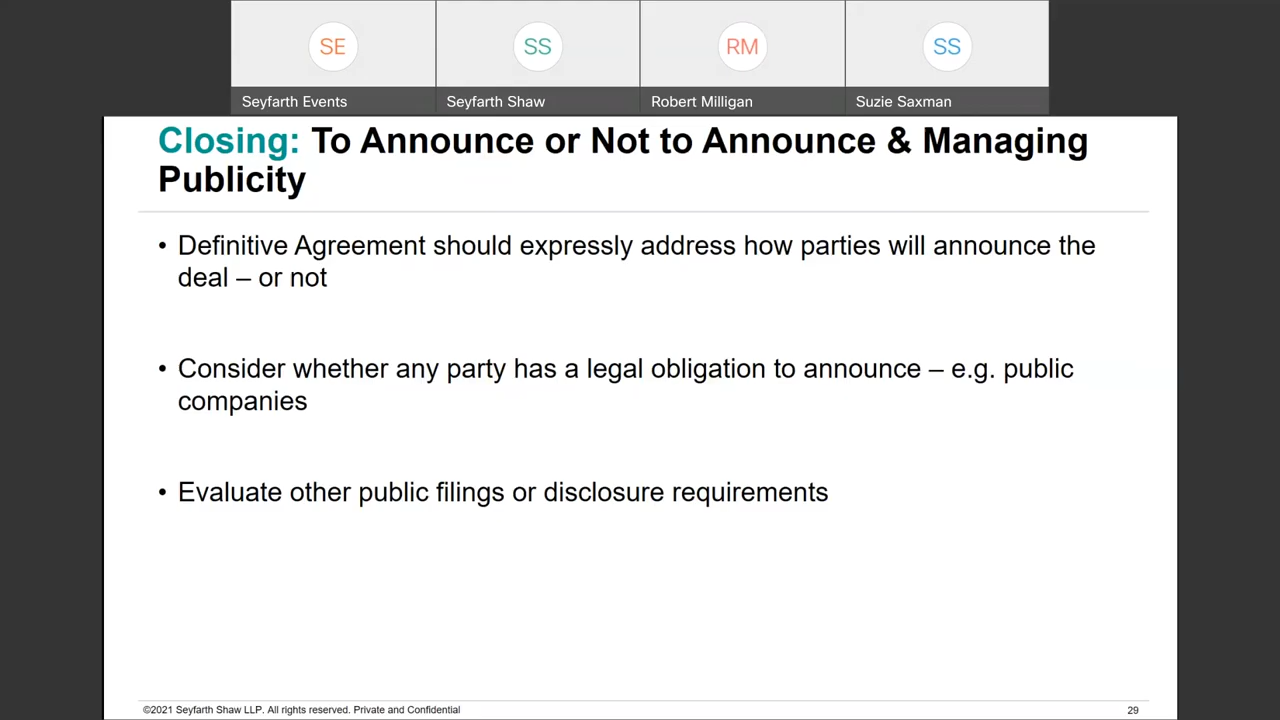 SE
SS
RM
SS
Seyfarth Events
Seyfarth Shaw
Robert Milligan
Suzie Saxman
Closing: To Announce or Not to Announce & Managing
Publicity
• Definitive Agreement should expressly address how parties will announce the
deal – or not
• Consider whether any party has a legal obligation to announce – e.g. public
companies
• Evaluate other public filings or disclosure requirements
©2021 Seyfarth Shaw LLP. All rights reserved. Private and Confidential
29